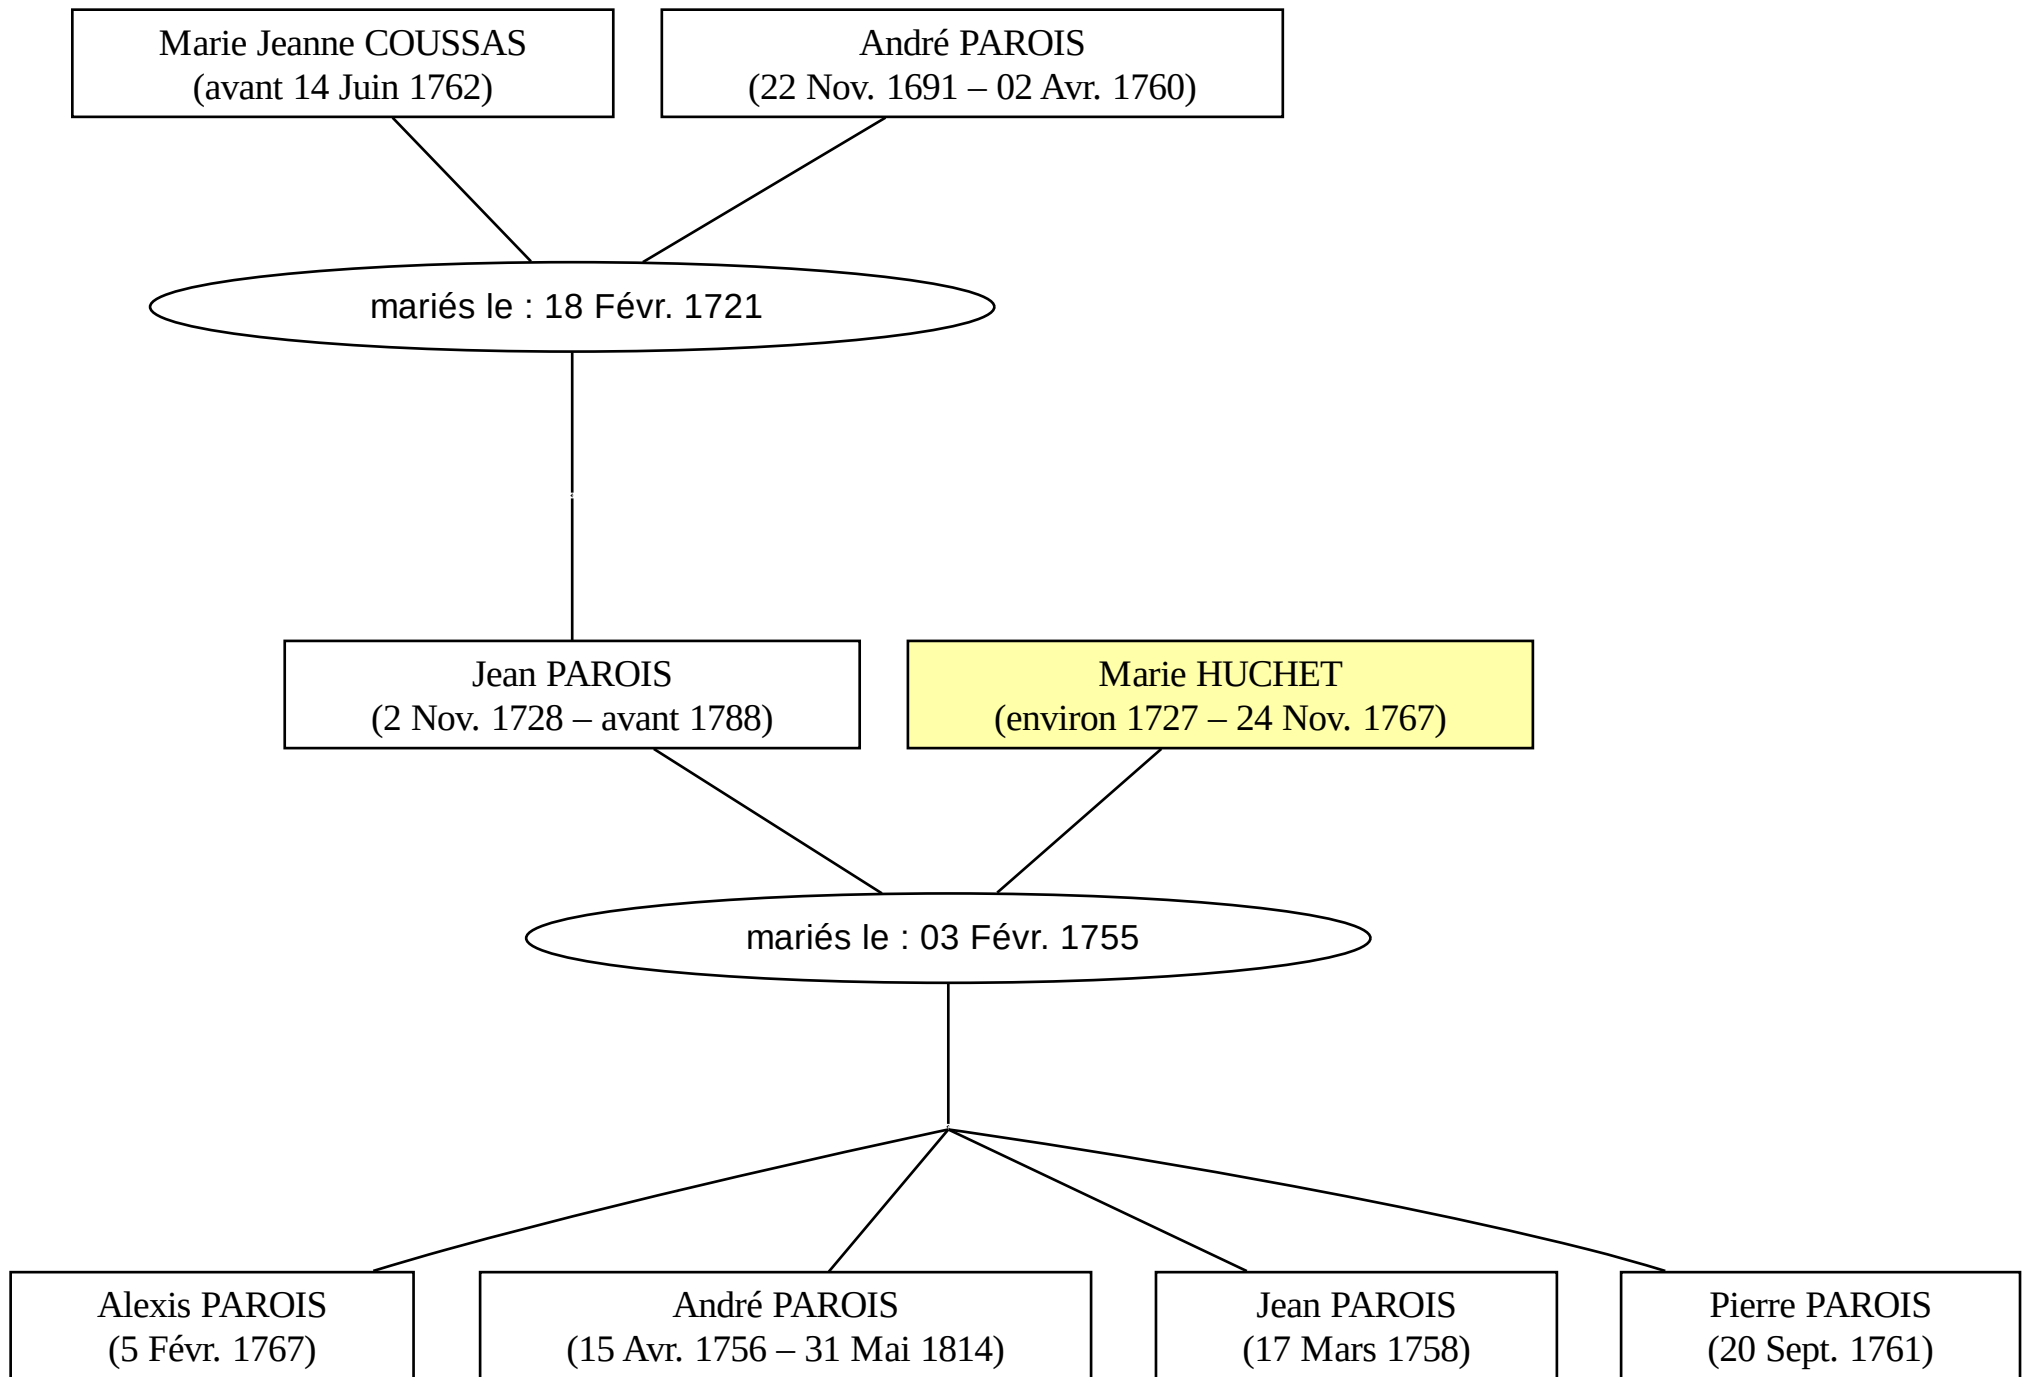 Marie Jeanne COUSSAS
(avant 14 Juin 1762)
André PAROIS
(22 Nov. 1691 – 02 Avr. 1760)
mariés le : 18 Févr. 1721
Jean PAROIS
(2 Nov. 1728 – avant 1788)
Marie HUCHET
(environ 1727 – 24 Nov. 1767)
mariés le : 03 Févr. 1755
Alexis PAROIS
(5 Févr. 1767)
André PAROIS
(15 Avr. 1756 – 31 Mai 1814)
Jean PAROIS
(17 Mars 1758)
Pierre PAROIS
(20 Sept. 1761)